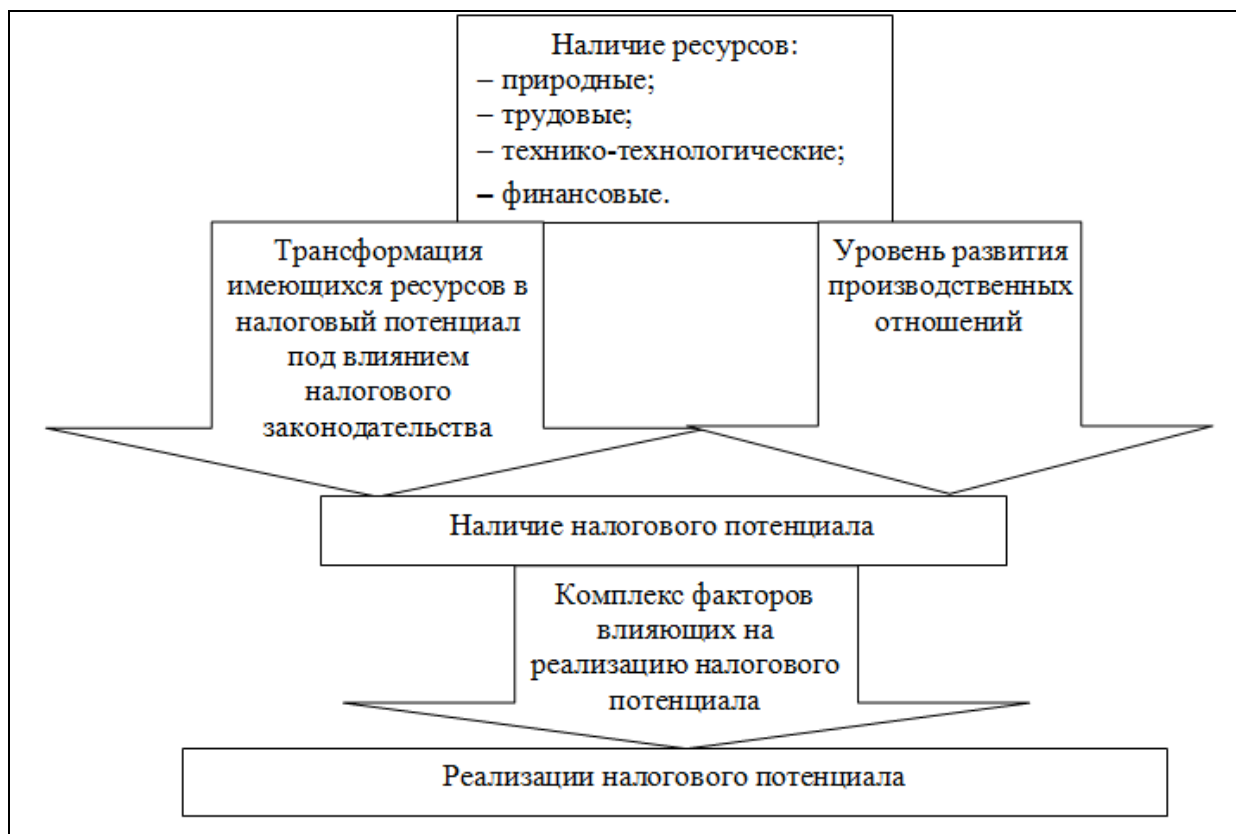 Наличие ресурсов:
– природные;
– трудовые;
– технико-технологические;
– финансовые.
Трансформация
имеющихся ресурсов в
налоговый потенциал
под влиянием
налогового
законодательства
Уровень развития
производственных
отношений
Наличие налогового потенциала
Комплекс факторов
влияющих на
реализацию налогового
потенциала
Реализации налогового потенциала